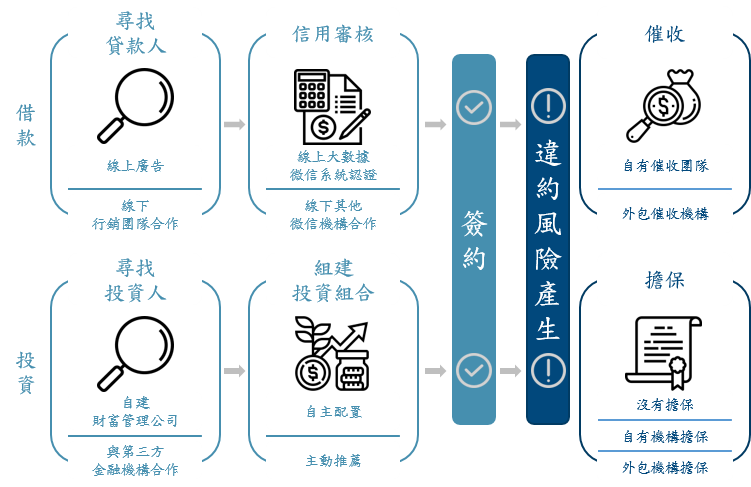 尋找
貸款人
信用審核
催收
借
款
線上廣告
線下
行銷團隊合作
線上大數據
微信系統認證
線下其他
微信機構合作
簽
約
違
約
風
險
產
生
自有催收團隊
外包催收機構
尋找
投資人
組建
投資組合
擔保
投
資
自建
財富管理公司
與第三方
金融機構合作
自主配置
主動推薦
沒有擔保
自有機構擔保
外包機構擔保